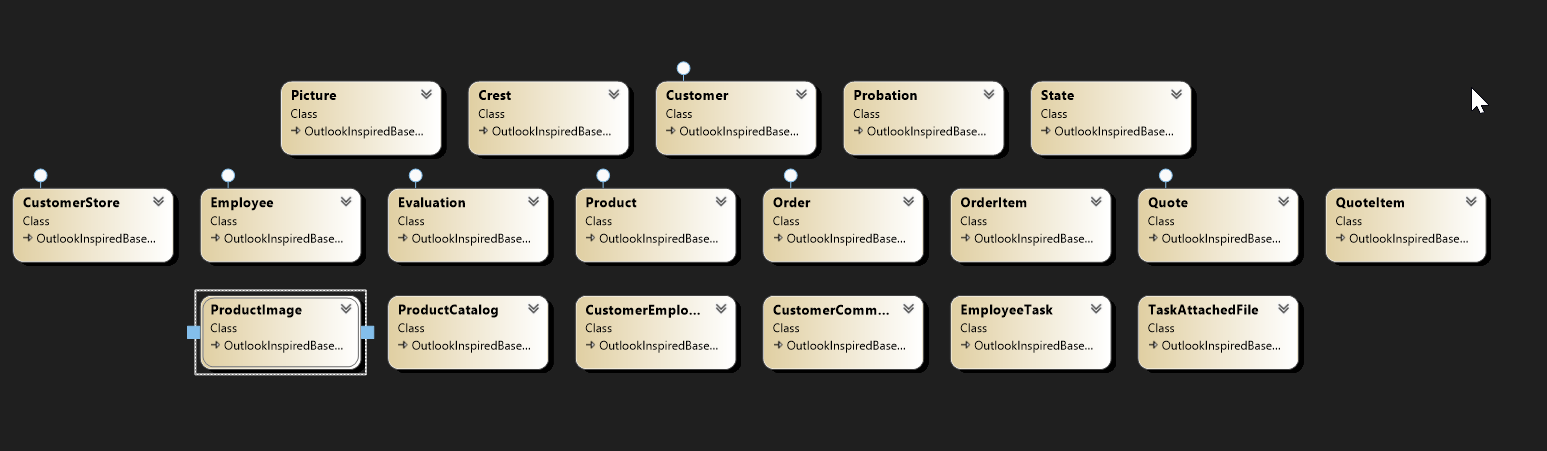 Picture
Class
OutlookInspiredBase...
Crest
Class
OutlookInspiredBase...
Customer
Class
OutlookInspiredBase...
Probation
Class
OutlookInspiredBase...
State
Class
OutlookInspiredBase...
CustomerStore
Class
OutlookInspiredBase...
Employee
Class
OutlookInspiredBase...
Evaluation
Class
OutlookInspiredBase...
Product
Class
OutlookInspiredBase...
Order
Class
OutlookInspiredBase...
OrderItem
Class
OutlookInspiredBase...
Quote
Class
OutlookInspiredBase...
QuoteItem
Class
OutlookInspiredBase...
ProductImage
Class
OutlookInspiredBase...
ProductCatalog
Class
OutlookInspiredBase...
CustomerEmplo...
Class
OutlookInspiredBase...
CustomerComm...
Class
OutlookInspiredBase...
EmployeeTask
Class
OutlookInspiredBase...
TaskAttachedFile
Class
OutlookInspiredBase...